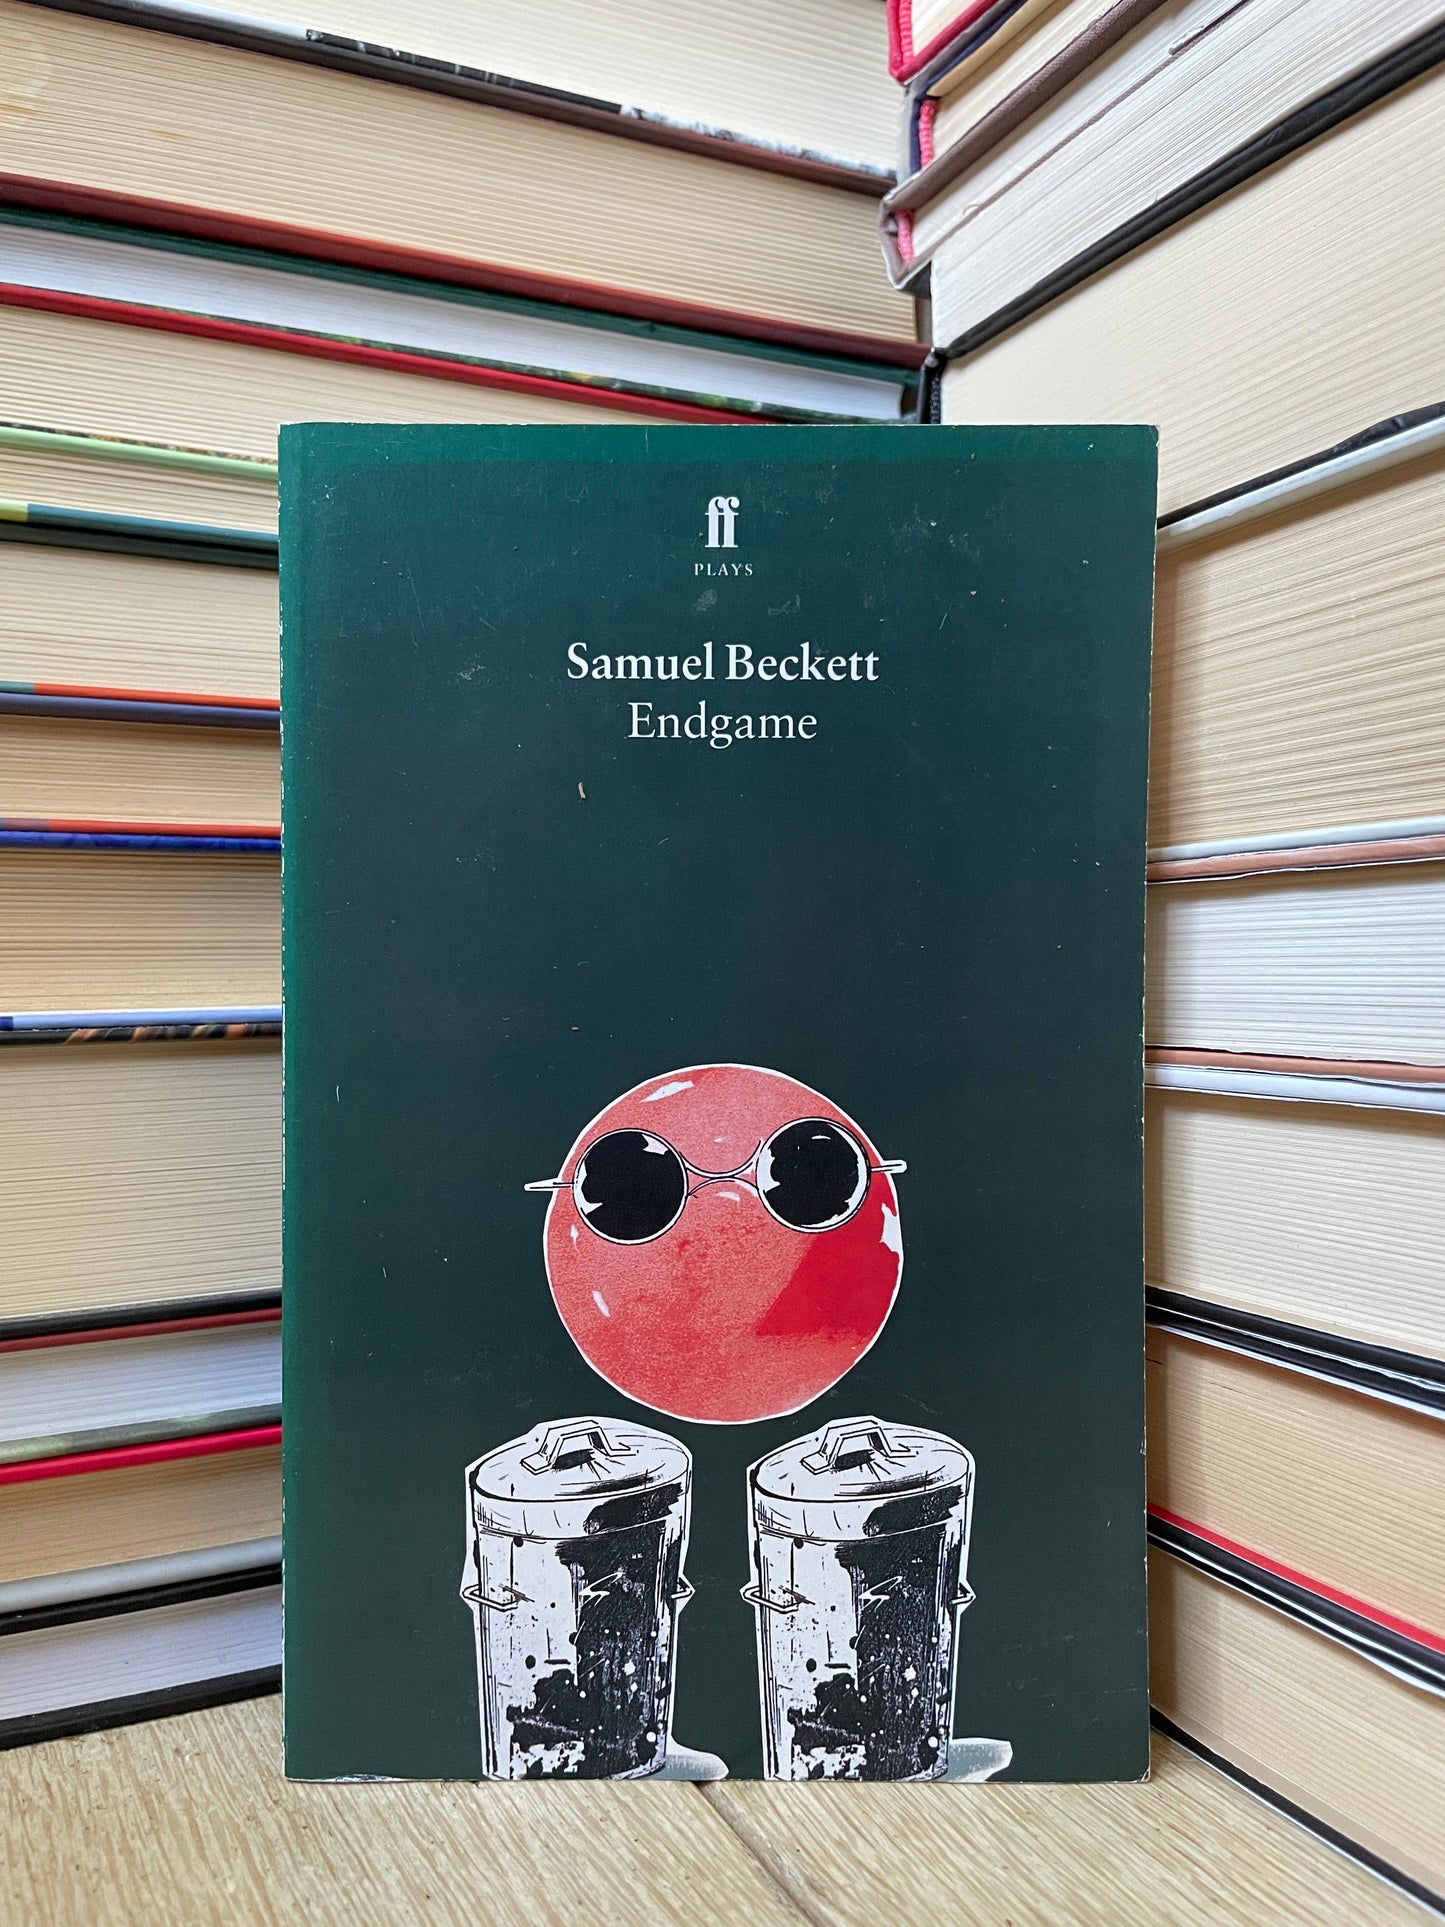 ff
PLAYS
Samuel Beckett
Endgame